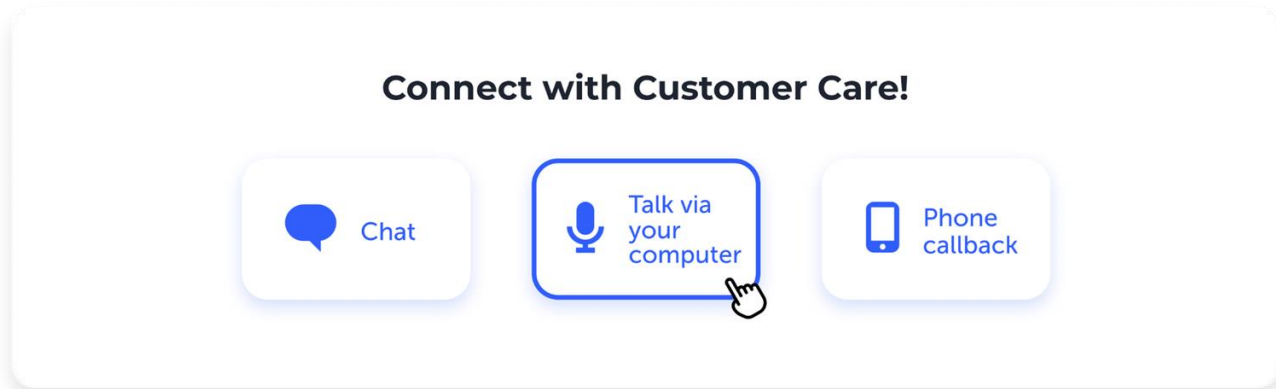 Connect with Customer Care!
Chat
Talk via
your
computer
Phone
callback